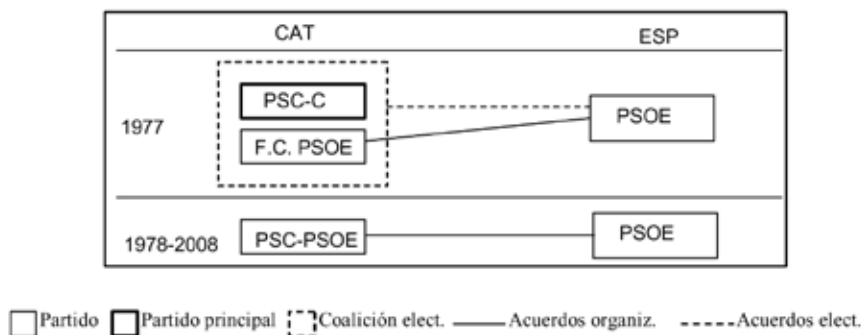 CAT ESP
PSC-C
1977 PSOE
F.C. PSOE
1978-2008 PSC-PSOE PSOE
Partido Partido principal Coalición elect. Acuerdos organiz. Acuerdos elect.